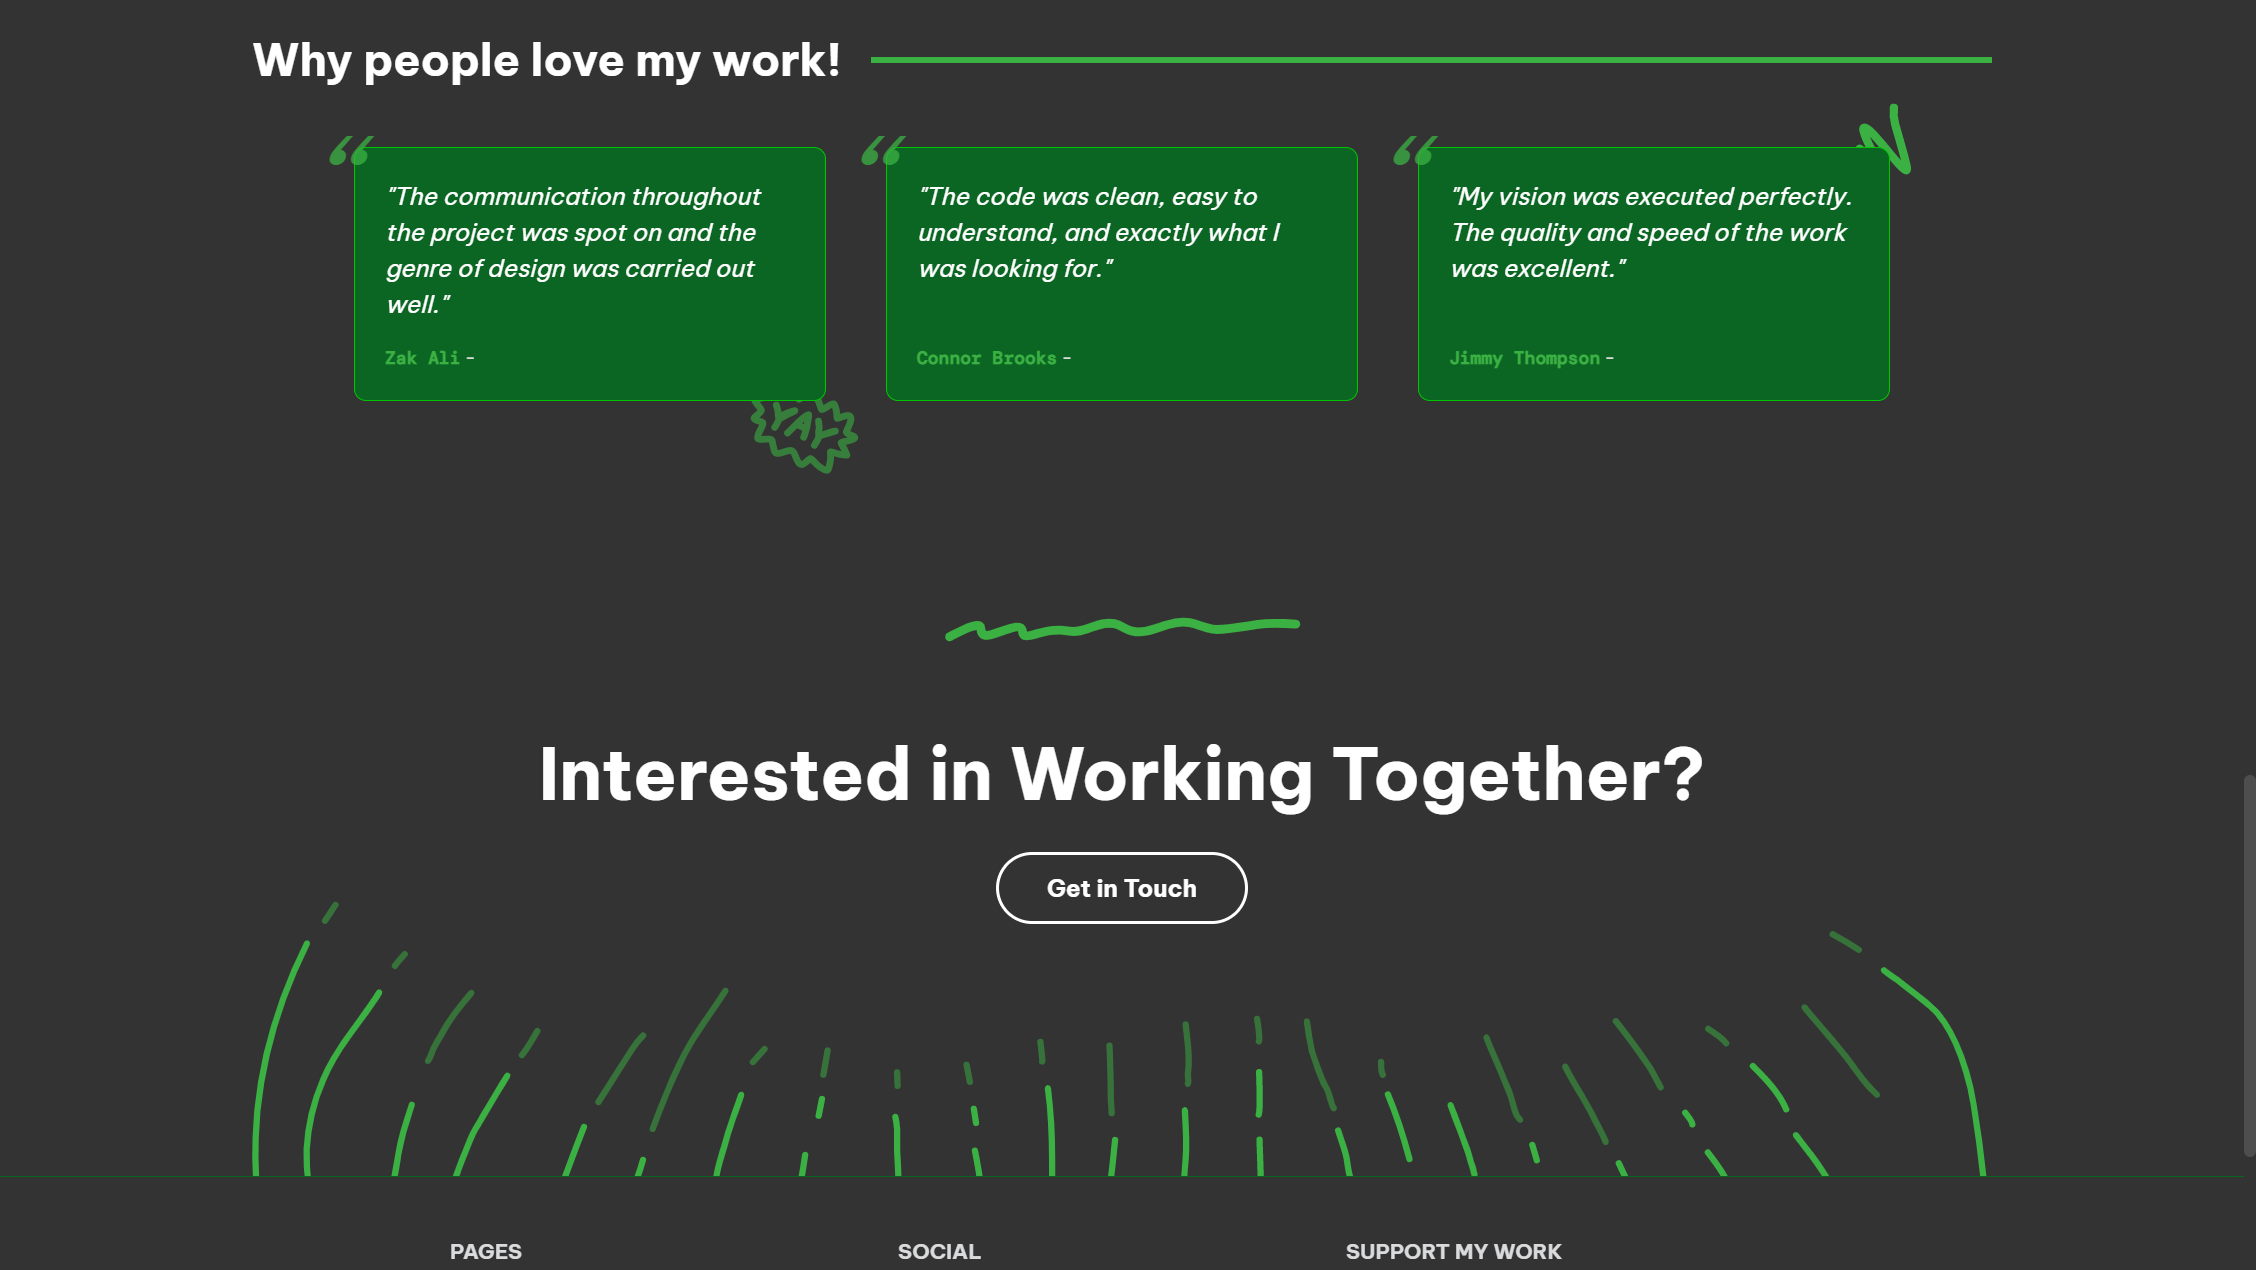 Why people love my work!
"The communication throughout
the project was spot on and the
genre of design was carried out
well."
Zak Ali -
"The code was clean, easy to
understand, and exactly what I
was looking for."
Connor Brooks -
"My vision was executed perfectly.
The quality and speed of the work
was excellent."
Jimmy Thompson -
YAY
Interested in Working Together?
Get in Touch
PAGES
SOCIAL
SUPPORT MY WORK